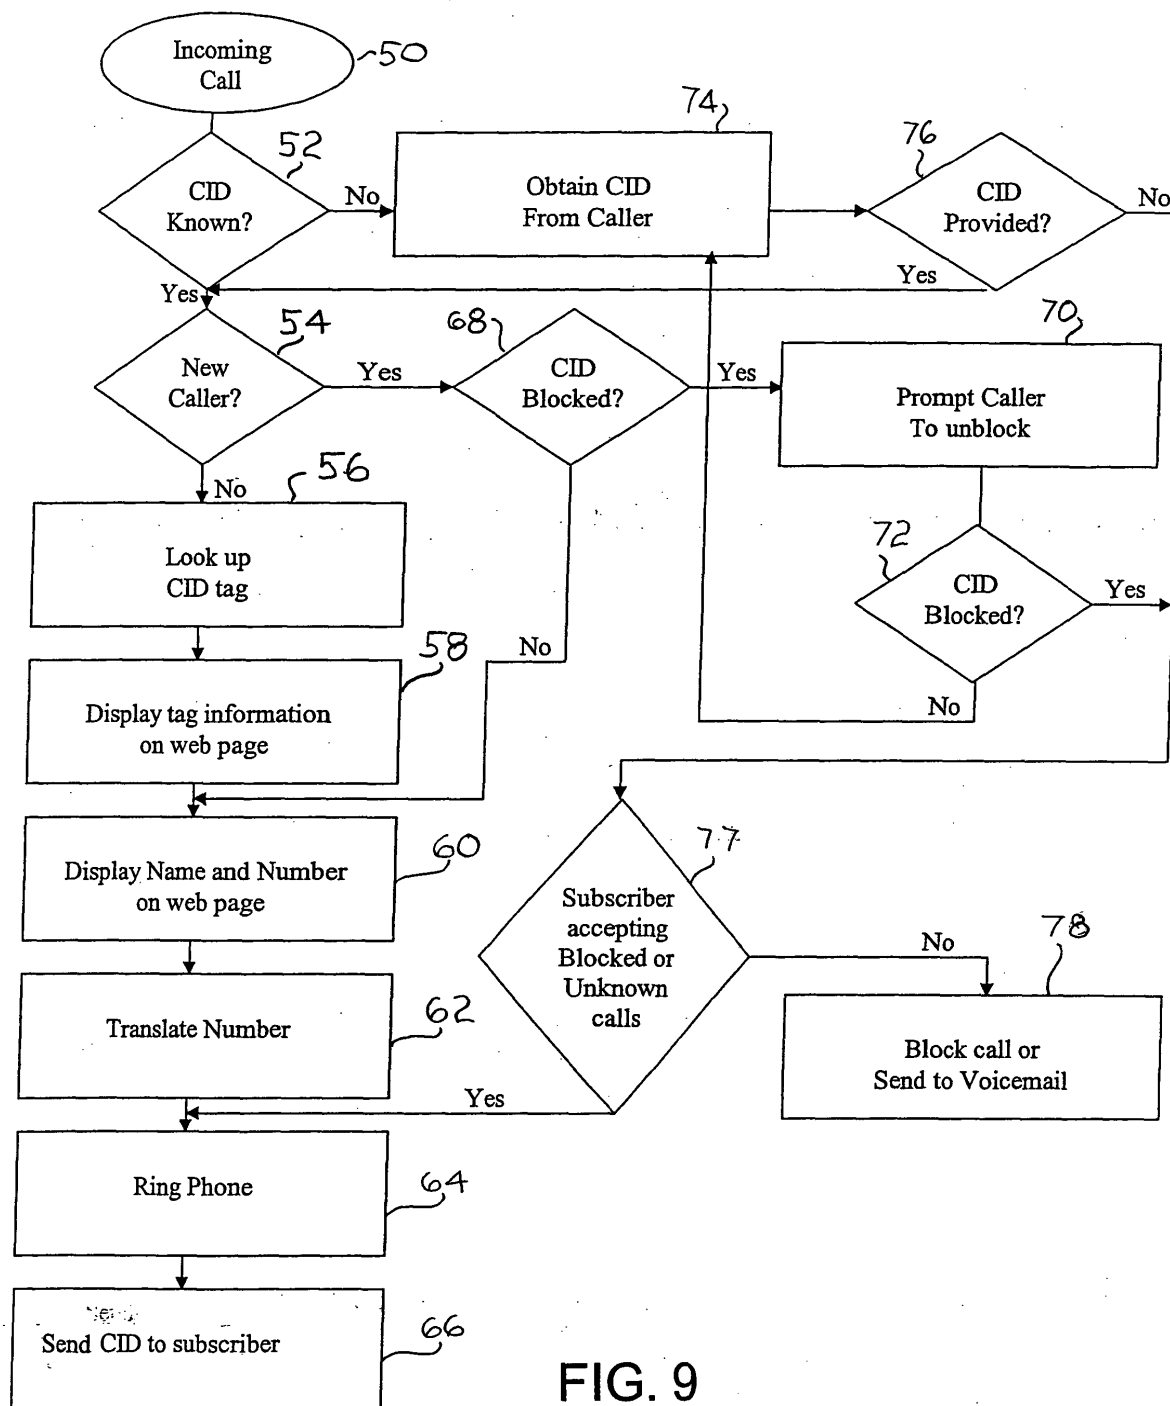 Incoming
Call
50
CID
Known?
52
No
Obtain CID
From Caller
74
CID
Provided?
76
No
Yes
Yes
New
Caller?
54
Yes
CID
Blocked?
68
Yes
Prompt Caller
To unblock
70
No
Look up
CID tag
56
CID
Blocked?
72
Yes
No
No
Display tag information
on web page
58
Display Name and Number
on web page
60
Subscriber
accepting
Blocked or
Unknown
calls
77
No
Block call or
Send to Voicemail
78
Translate Number
62
Yes
Ring Phone
64
Send CID to subscriber
66
FIG. 9